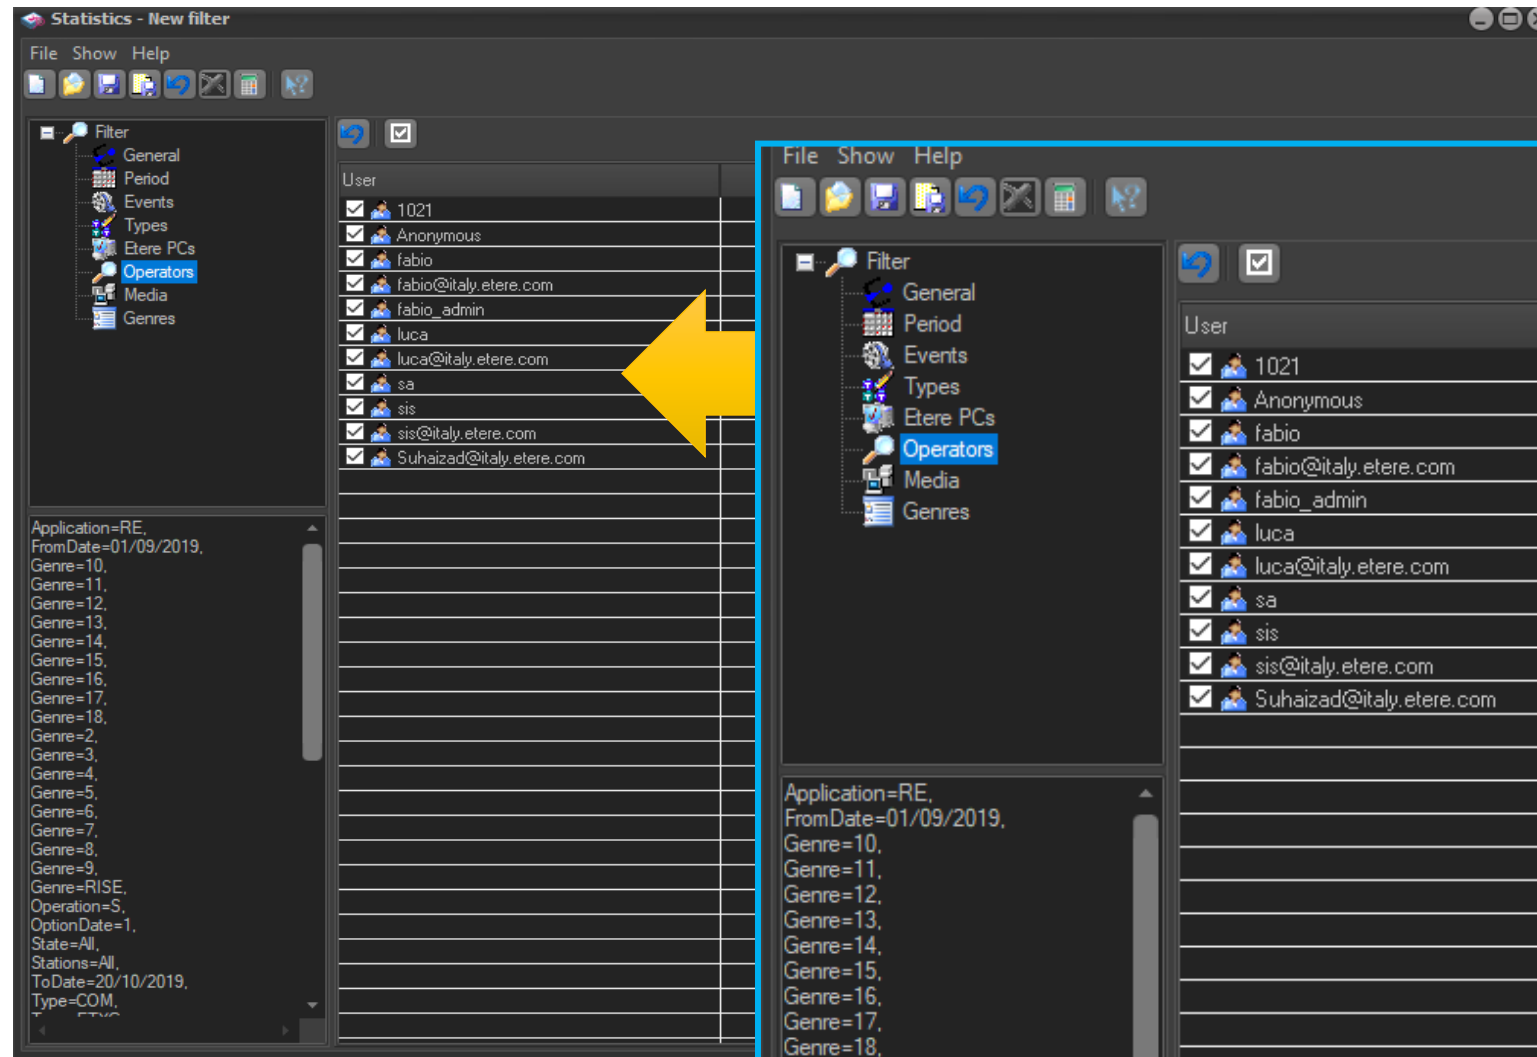 Statistics - New filter
File Show Help
Filter
General
Period
Events
Types
Etere PCs
Operators
Media
Genres
User
1021
Anonymous
fabio
fabio@italy.etere.com
fabio_admin
luca
luca@italy.etere.com
sa
sis
sis@italy.etere.com
Suhaizad@italy.etere.com
Application=RE,
FromDate=01/09/2019,
Genre=10,
Genre=11,
Genre=12,
Genre=13,
Genre=14,
Genre=15,
Genre=16,
Genre=17,
Genre=18,
Genre=2,
Genre=3,
Genre=4,
Genre=5,
Genre=6,
Genre=7,
Genre=8,
Genre=9,
Genre=RISE,
Operation=S,
OptionDate=1,
State=All,
Stations=All,
ToDate=20/10/2019,
Type=COM,
File Show Help
Filter
General
Period
Events
Types
Etere PCs
Operators
Media
Genres
User
1021
Anonymous
fabio
fabio@italy.etere.com
fabio_admin
luca
luca@italy.etere.com
sa
sis
sis@italy.etere.com
Suhaizad@italy.etere.com
Application=RE,
FromDate=01/09/2019,
Genre=10,
Genre=11,
Genre=12,
Genre=13,
Genre=14,
Genre=15,
Genre=16,
Genre=17,
Genre=18,